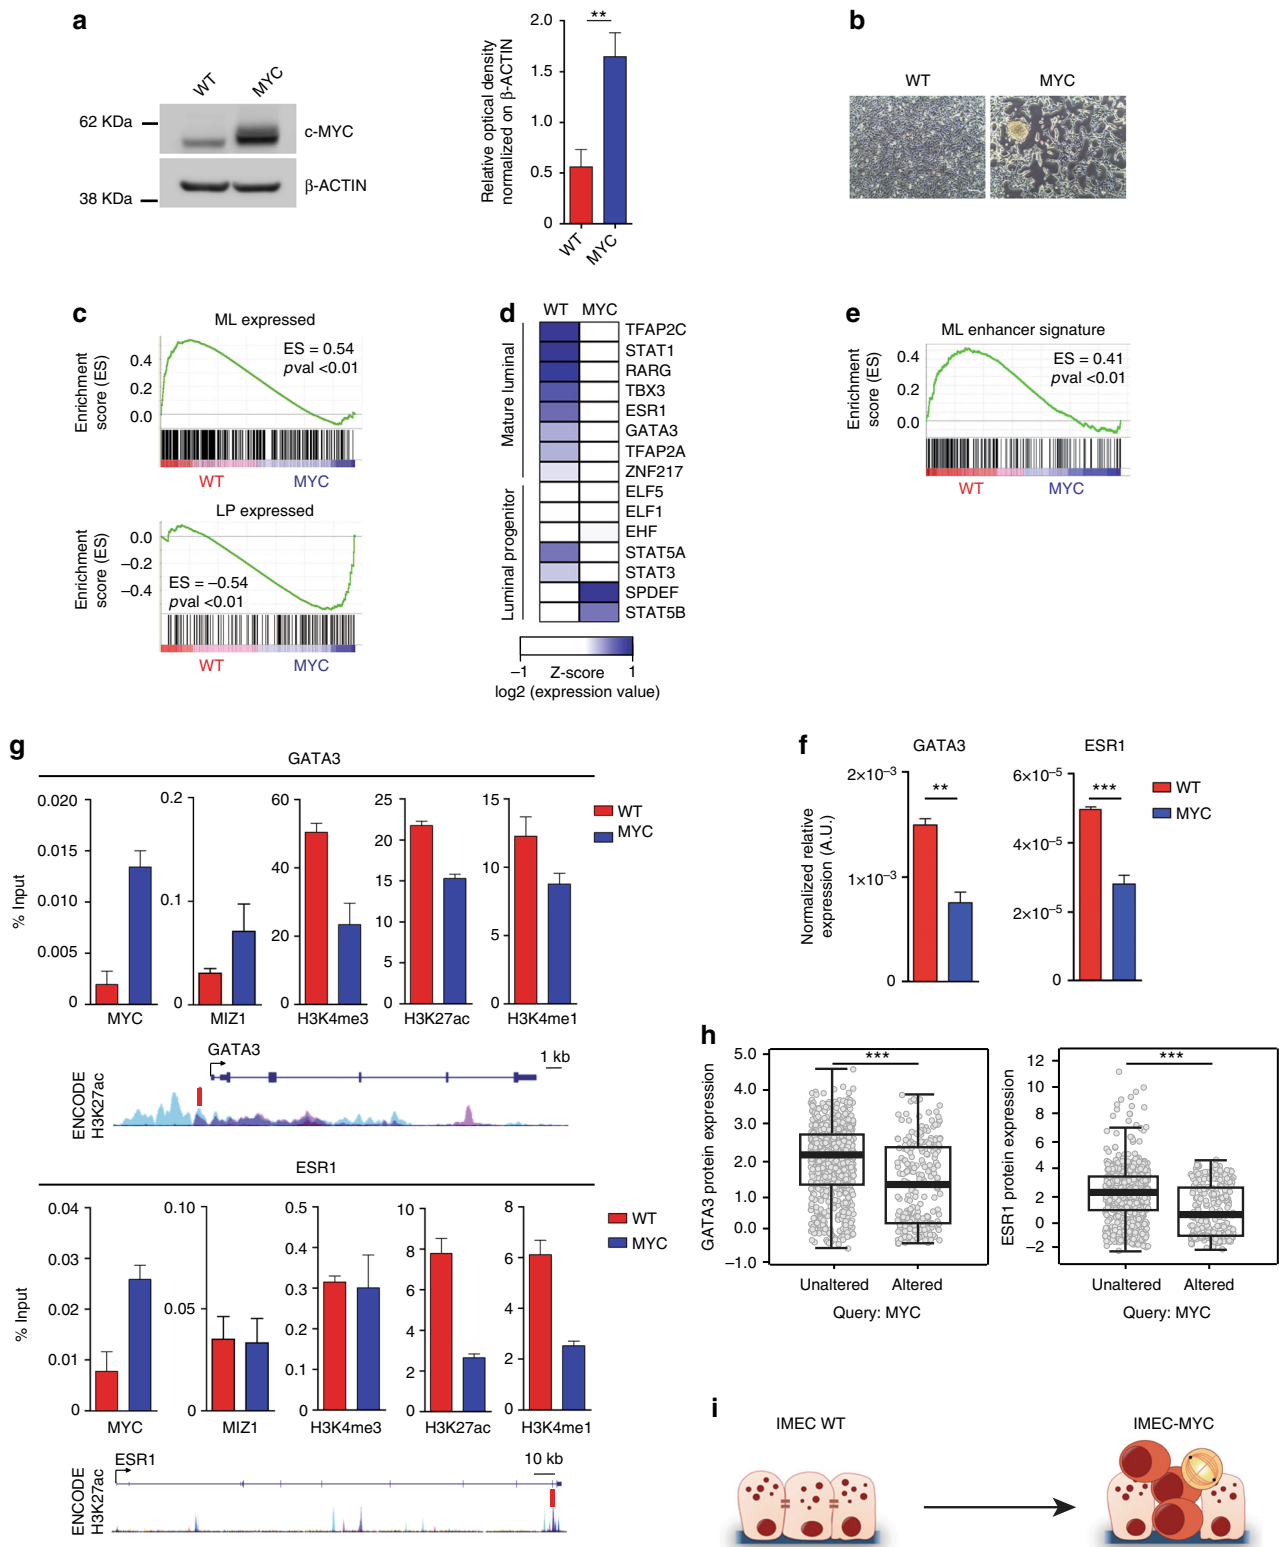 a
WT
MYC
62 KDa
c-MYC
β-ACTIN
38 KDa
Relative optical density
normalized on β-ACTIN
2.0
1.5
1.0
0.5
0
**
WT
MYC
b
WT
MYC
c
ML expressed
Enrichment
score (ES)
0.4
0.2
0.0
ES = 0.54
pval <0.01
WT
MYC
LP expressed
Enrichment
score (ES)
0.0
−0.2
−0.4
ES = −0.54
pval <0.01
WT
MYC
d
WT
MYC
Mature luminal
TFAP2C
STAT1
RARG
TBX3
ESR1
GATA3
TFAP2A
ZNF217
Luminal progenitor
ELF5
ELF1
EHF
STAT5A
STAT3
SPDEF
STAT5B
−1
Z-score
1
log2 (expression value)
e
ML enhancer signature
Enrichment
score (ES)
0.4
0.2
0.0
ES = 0.41
pval <0.01
WT
MYC
f
GATA3
Normalized relative
expression (A.U.)
2×10−3
1×10−3
0
**
ESR1
6×10−5
4×10−5
2×10−5
0
***
WT
MYC
g
GATA3
% Input
0.020
0.015
0.010
0.005
0
MYC
0.2
0.1
0
MIZ1
60
40
20
0
H3K4me3
25
20
15
10
5
0
H3K27ac
15
10
5
0
H3K4me1
WT
MYC
GATA3
1 kb
ENCODE
H3K27ac
ESR1
% Input
0.04
0.03
0.02
0.01
0
MYC
0.10
0.05
0
MIZ1
0.5
0.4
0.3
0.2
0.1
0
H3K4me3
10
8
6
4
2
0
H3K27ac
8
6
4
2
0
H3K4me1
WT
MYC
ESR1
10 kb
ENCODE
H3K27ac
h
GATA3 protein expression
5.0
4.0
3.0
2.0
1.0
0.0
−1.0
***
Unaltered
Altered
Query: MYC
ESR1 protein expression
12
10
8
6
4
2
0
−2
***
Unaltered
Altered
Query: MYC
i
IMEC WT
IMEC-MYC